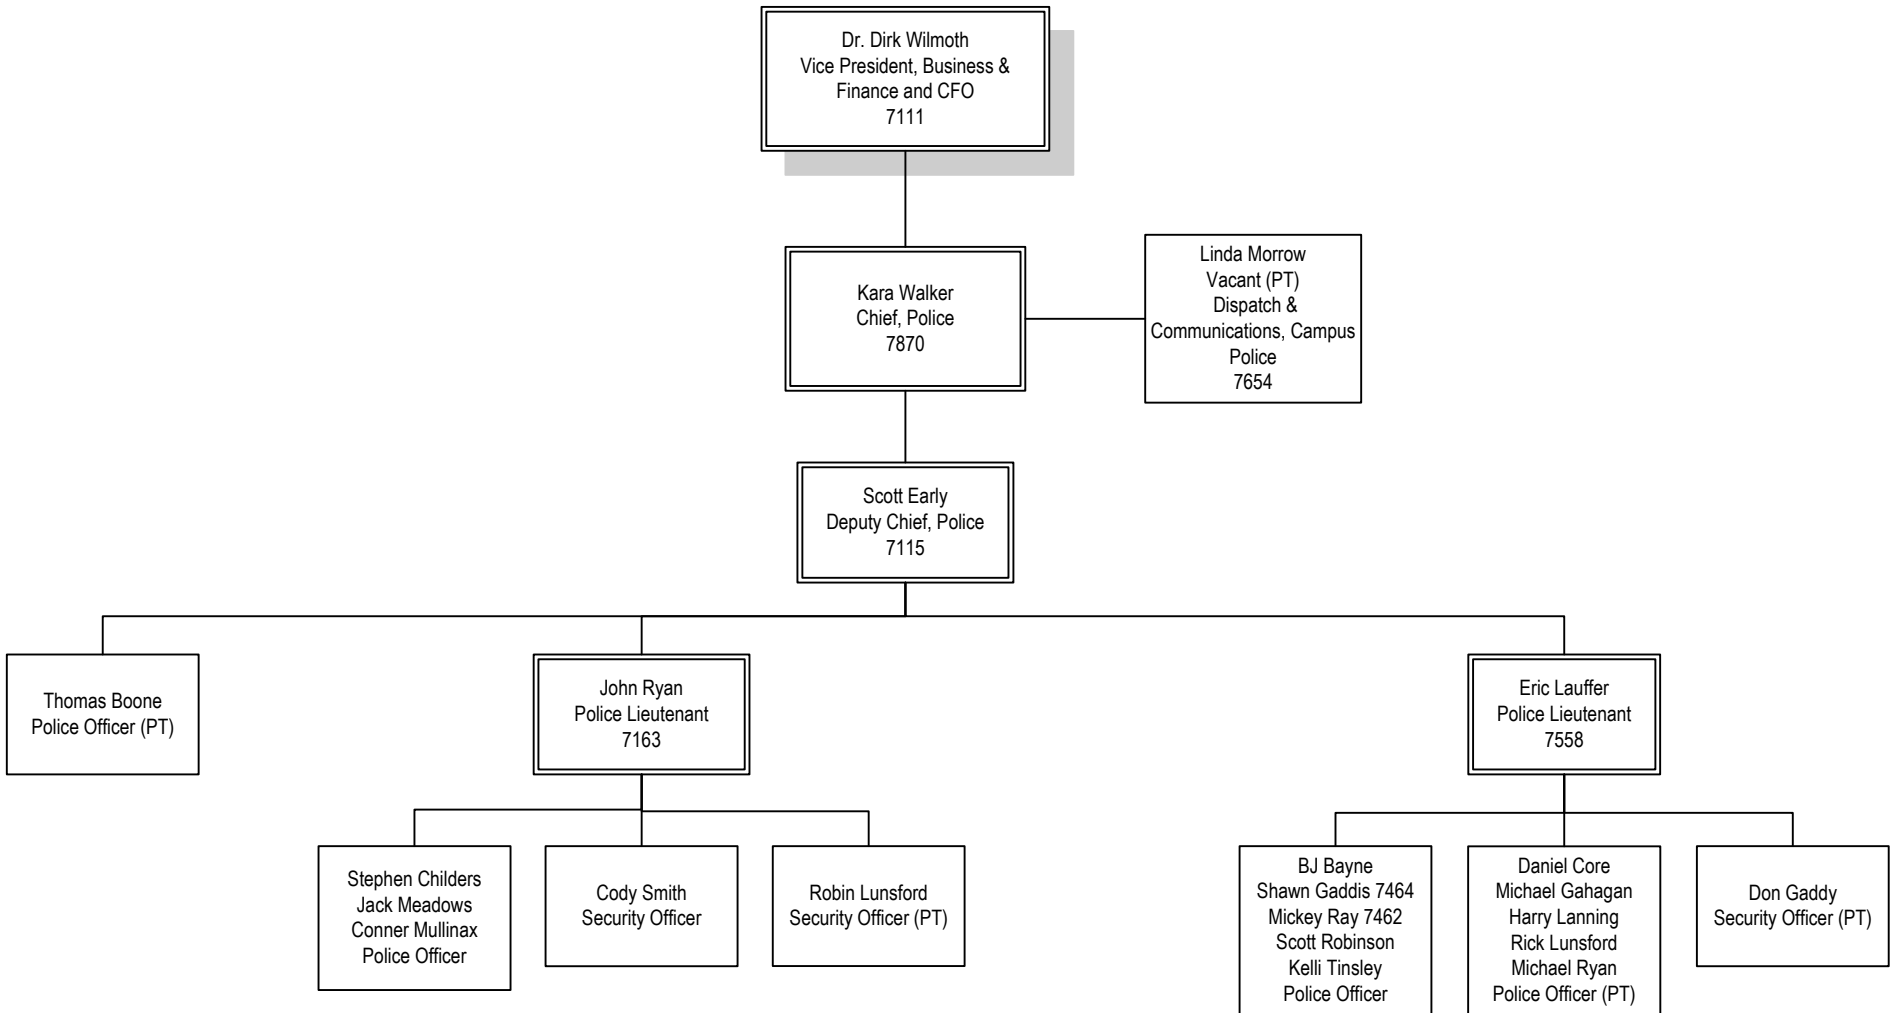 Dr. Dirk Wilmoth
Vice President, Business &
Finance and CFO
7111
Kara Walker
Chief, Police
7870
Linda Morrow
Vacant (PT)
Dispatch &
Communications, Campus
Police
7654
Scott Early
Deputy Chief, Police
7115
Thomas Boone
Police Officer (PT)
John Ryan
Police Lieutenant
7163
Eric Lauffer
Police Lieutenant
7558
Stephen Childers
Jack Meadows
Conner Mullinax
Police Officer
Cody Smith
Security Officer
Robin Lunsford
Security Officer (PT)
BJ Bayne
Shawn Gaddis 7464
Mickey Ray 7462
Scott Robinson
Kelli Tinsley
Police Officer
Daniel Core
Michael Gahagan
Harry Lanning
Rick Lunsford
Michael Ryan
Police Officer (PT)
Don Gaddy
Security Officer (PT)